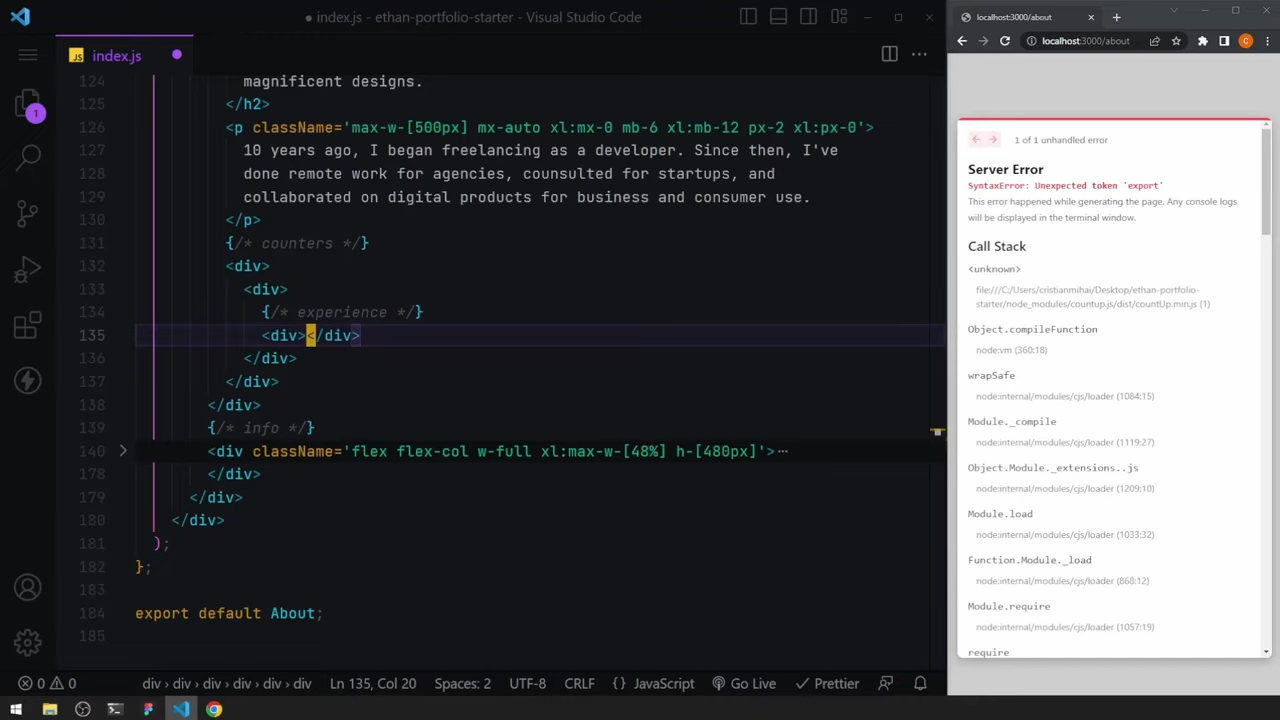 index.js - ethan-portfolio-starter - Visual Studio Code
JS index.js
1
124 magnificent designs.
125 </h2>
126 <p className='max-w-[500px] mx-auto xl:mx-0 mb-6 xl:mb-12 px-2 xl:px-0'>
127 10 years ago, I began freelancing as a developer. Since then, I've
128 done remote work for agencies, counsulted for startups, and
129 collaborated on digital products for business and consumer use.
130 </p>
131 {/* counters */}
132 <div>
133 <div>
134 {/* experience */}
135 <div></div>
136 </div>
137 </div>
138 </div>
139 {/* info */}
140 <div className='flex flex-col w-full xl:max-w-[48%] h-[480px]'>⋯
178 </div>
179 </div>
180 </div>
181 );
182 };
183
184 export default About;
185
0 0 div › div › div › div › div Ln 135, Col 20 Spaces: 2 UTF-8 CRLF {} JavaScript Go Live Prettier
localhost:3000/about
localhost:3000/about
C
1 of 1 unhandled error
Server Error
SyntaxError: Unexpected token 'export'
This error happened while generating the page. Any console logs
will be displayed in the terminal window.
Call Stack
<unknown>
file:///C:/Users/cristianmihai/Desktop/ethan-portfolio-
starter/node_modules/countup.js/dist/countUp.min.js (1)
Object.compileFunction
node:vm (360:18)
wrapSafe
node:internal/modules/cjs/loader (1084:15)
Module._compile
node:internal/modules/cjs/loader (1119:27)
Object.Module._extensions..js
node:internal/modules/cjs/loader (1209:10)
Module.load
node:internal/modules/cjs/loader (1033:32)
Function.Module._load
node:internal/modules/cjs/loader (868:12)
Module.require
node:internal/modules/cjs/loader (1057:19)
require